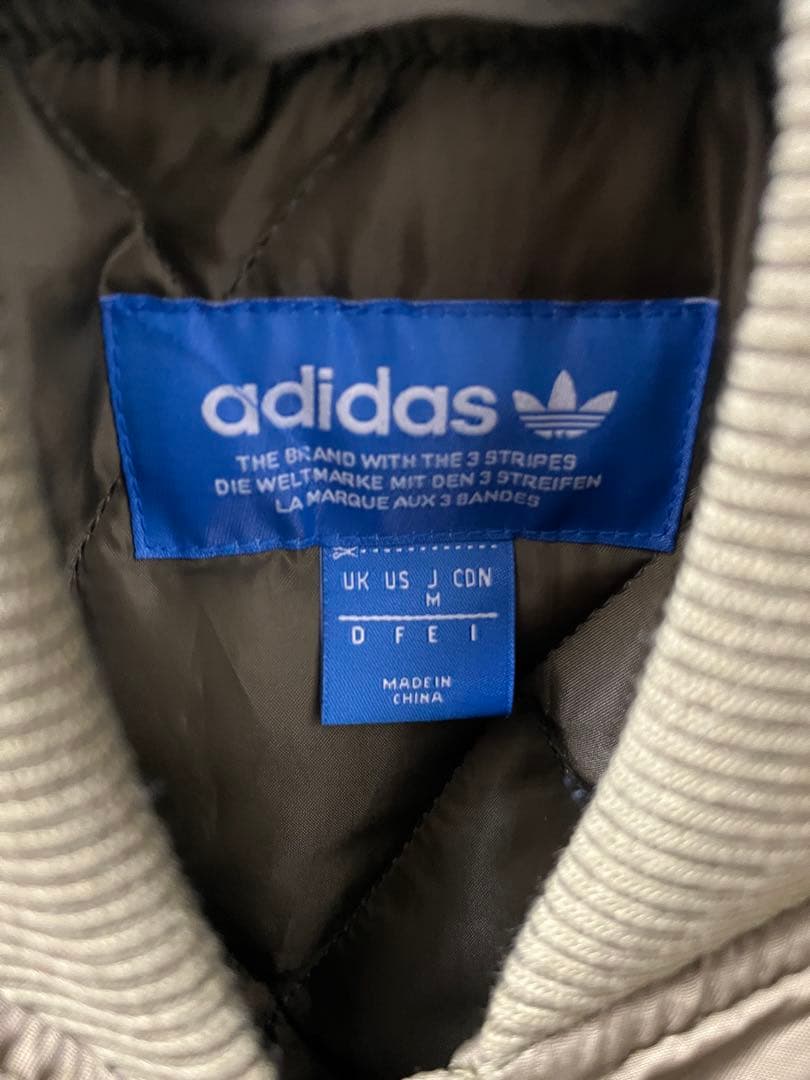 adidas
THE BRAND WITH THE 3 STRIPES
DIE WELTMARKE MIT DEN 3 STREIFEN
LA MARQUE AUX 3 BANDES
UK US J CDN
M
D F E I
MADE IN
CHINA